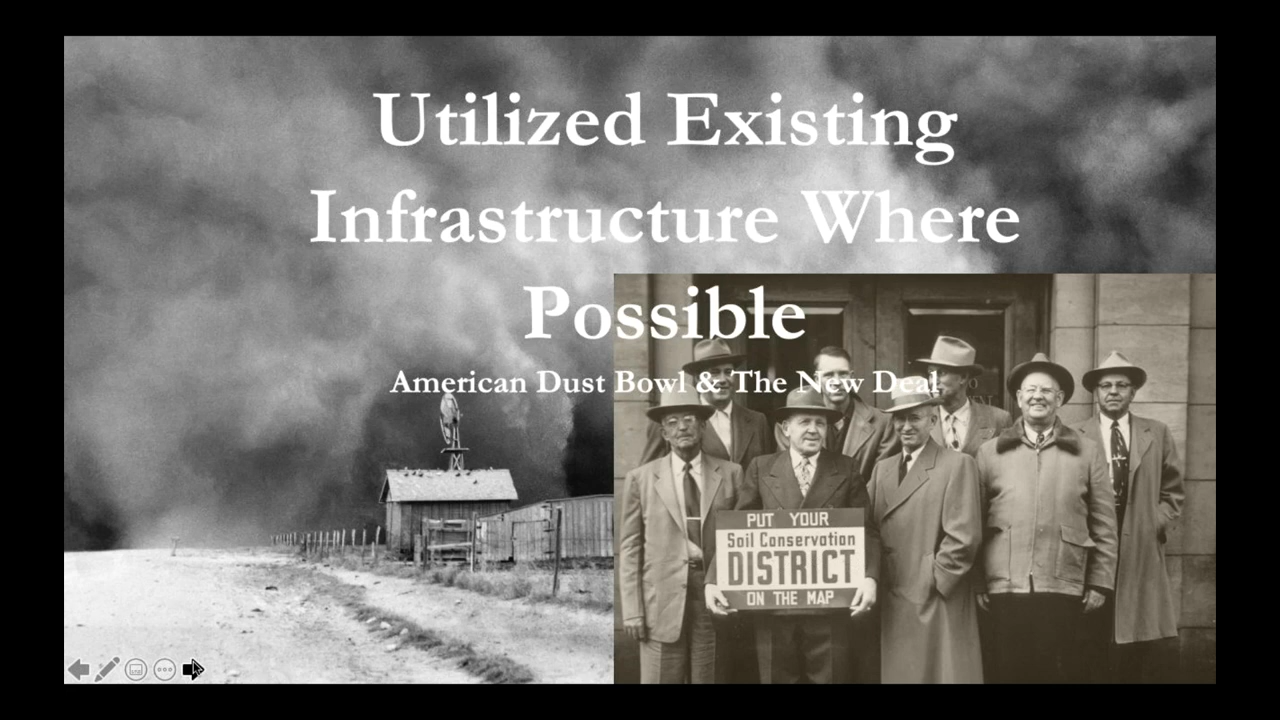 Utilized Existing
Infrastructure Where
Possible
American Dust Bowl & The New Deal
PUT YOUR
Soil Conservation
DISTRICT
ON THE MAP